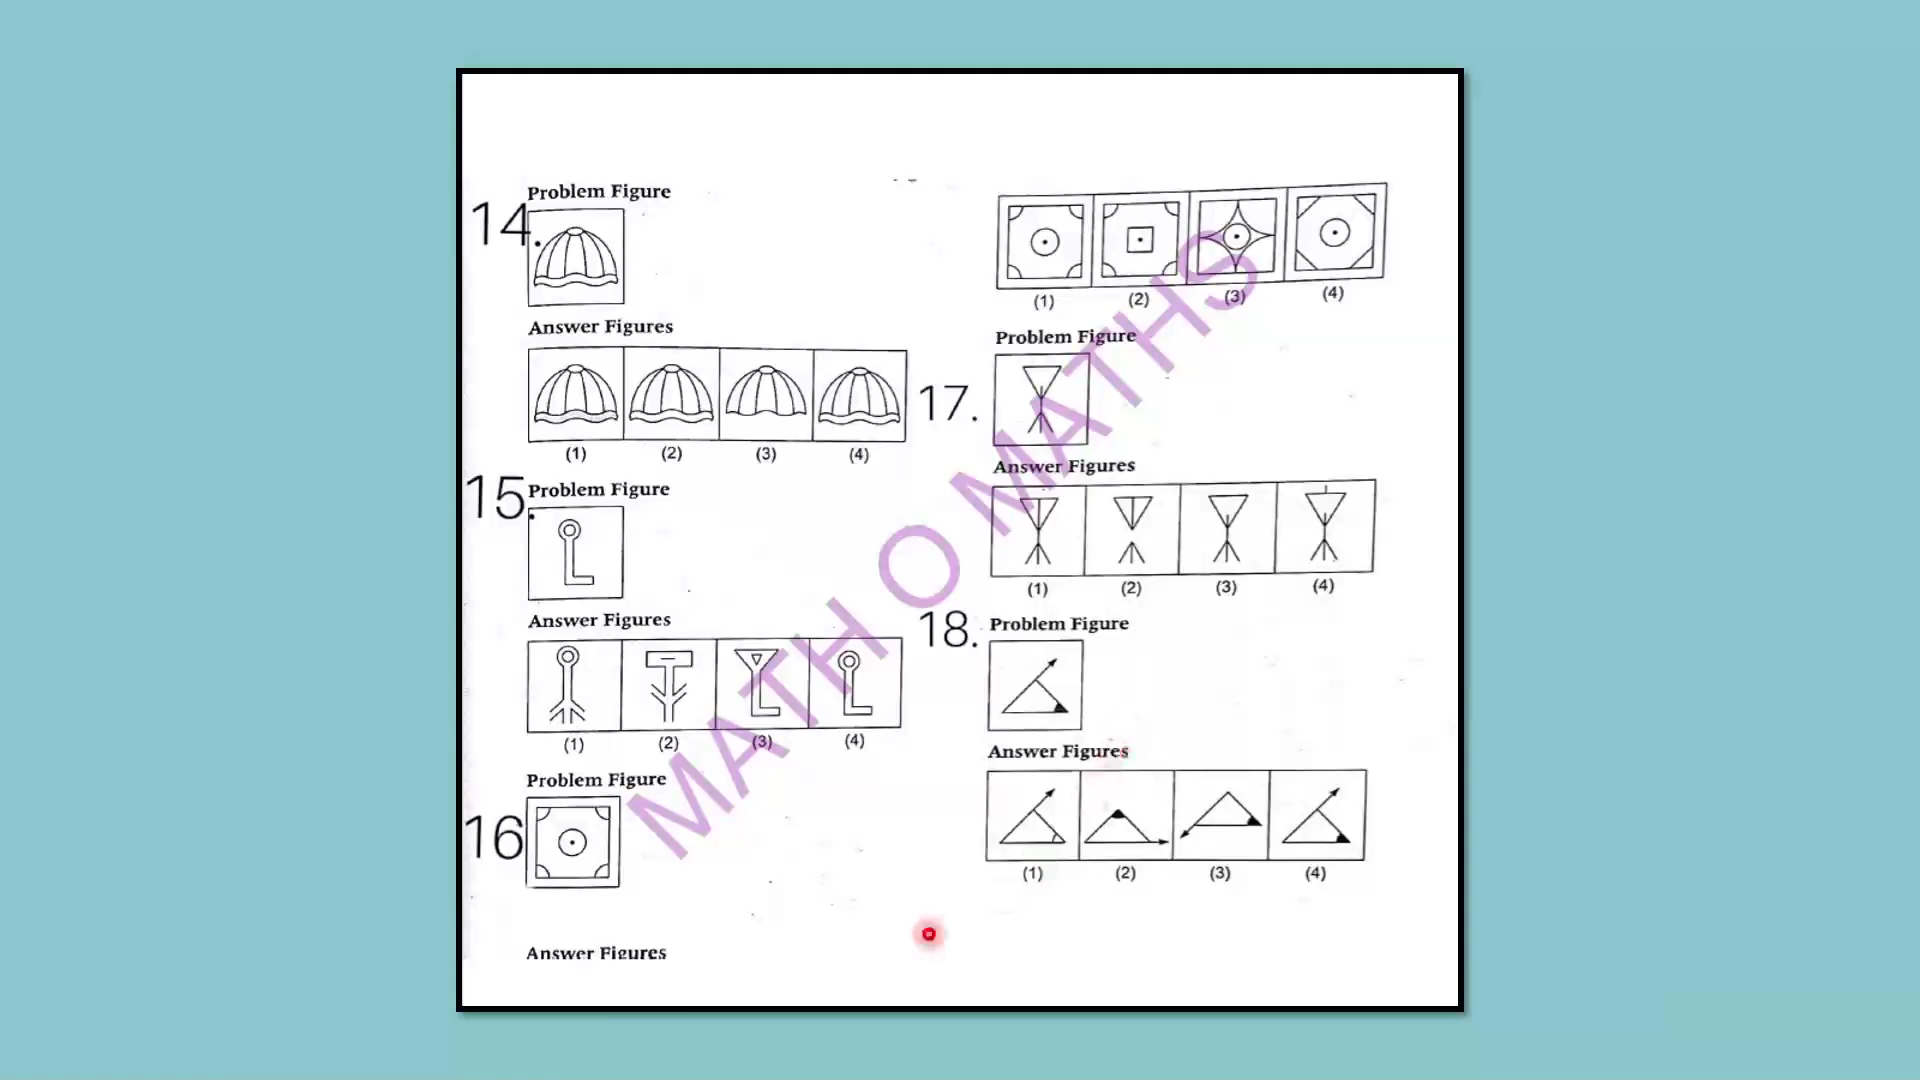 14.
Problem Figure
Answer Figures
(1) (2) (3) (4)
15.
Problem Figure
Answer Figures
(1) (2) (3) (4)
16
Problem Figure
Answer Figures
(1) (2) (3) (4)
17.
Problem Figure
Answer Figures
(1) (2) (3) (4)
18.
Problem Figure
Answer Figures
(1) (2) (3) (4)
MATH O MATHS